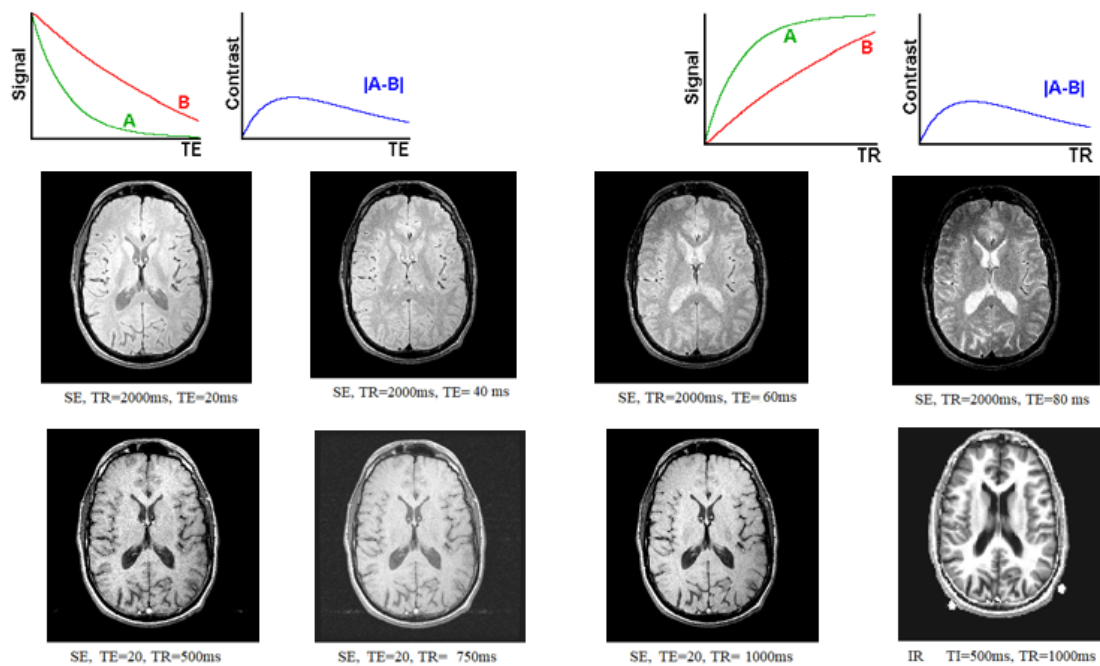 Signal
A
B
TE
Contrast
|A-B|
TE
Signal
A
B
TR
Contrast
|A-B|
TR
SE, TR=2000ms, TE=20ms
SE, TR=2000ms, TE= 40 ms
SE, TR=2000ms, TE= 60ms
SE, TR=2000ms, TE=80 ms
SE, TE=20, TR=500ms
SE, TE=20, TR= 750ms
SE, TE=20, TR= 1000ms
IR TI=500ms, TR=1000ms